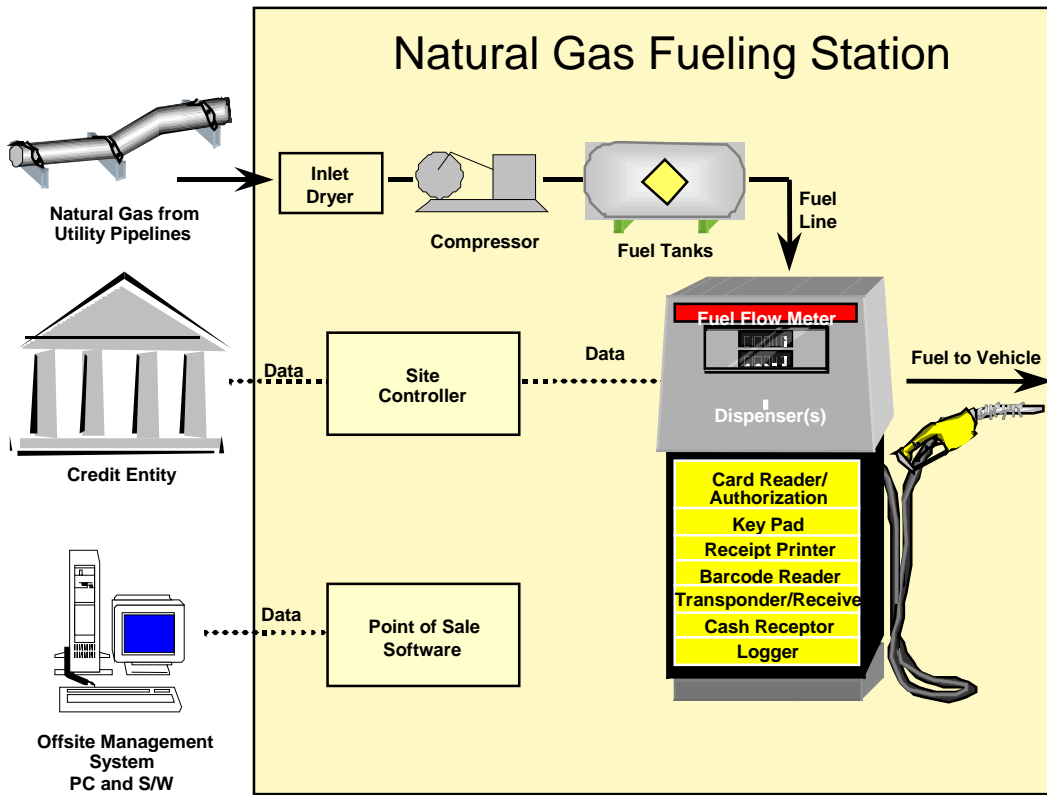 Natural Gas Fueling Station
Inlet
Dryer
Natural Gas from
Utility Pipelines
Compressor
Fuel Tanks
Fuel
Line
Fuel Flow Meter
Data
Site
Controller
Data
Fuel to Vehicle
Dispenser(s)
Credit Entity
Card Reader/
Authorization
Key Pad
Receipt Printer
Barcode Reader
Transponder/Receive
Cash Receptor
Logger
Data
Point of Sale
Software
Offsite Management
System
PC and S/W